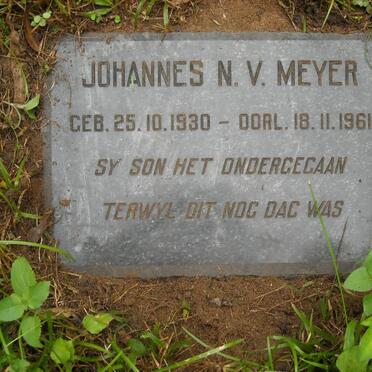 JOHANNES N. V. MEYER
GEB. 25.10.1930 - OORL. 18.11.1961
SY SON HET ONDERGEGAAN
TERWYL DIT NOG DAG WAS